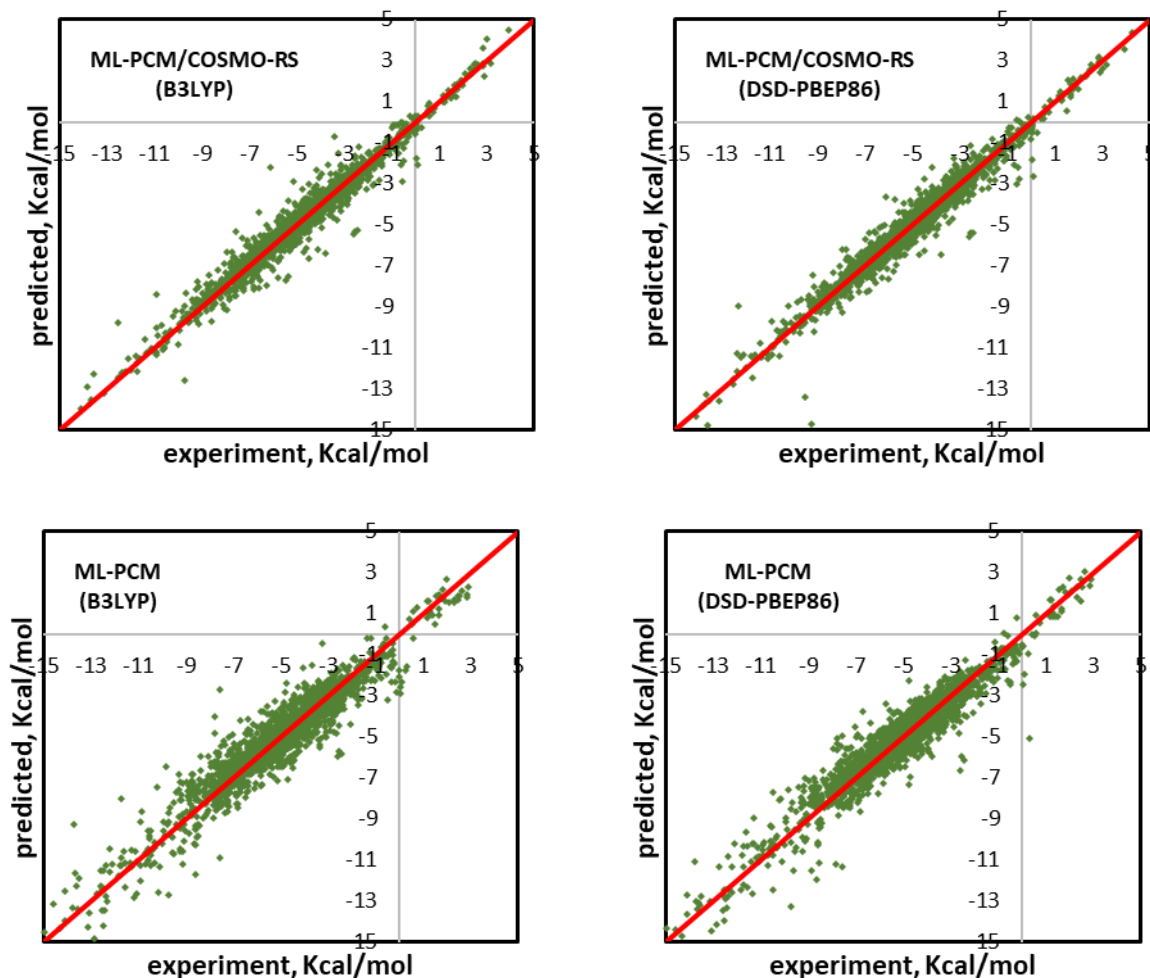 5
ML-PCM/COSMO-RS
(B3LYP)
3
1
-15 -13 -11 -9 -7 -5 -3 -1 1 3 5
-1
-3
-5
-7
-9
-11
-13
15
predicted, Kcal/mol
experiment, Kcal/mol
5
ML-PCM/COSMO-RS
(DSD-PBEP86)
3
1
-15 -13 -11 -9 -7 -5 -3 -1 1 3 5
-1
-3
-5
-7
-9
-11
-13
15
predicted, Kcal/mol
experiment, Kcal/mol
5
ML-PCM
(B3LYP)
3
1
-15 -13 -11 -9 -7 -5 -3 -1 1 3 5
-1
-3
-5
-7
-9
-11
-13
15
predicted, Kcal/mol
experiment, Kcal/mol
5
ML-PCM
(DSD-PBEP86)
3
1
-15 -13 -11 -9 -7 -5 -3 -1 1 3 5
-1
-3
-5
-7
-9
-11
-13
15
predicted, Kcal/mol
experiment, Kcal/mol